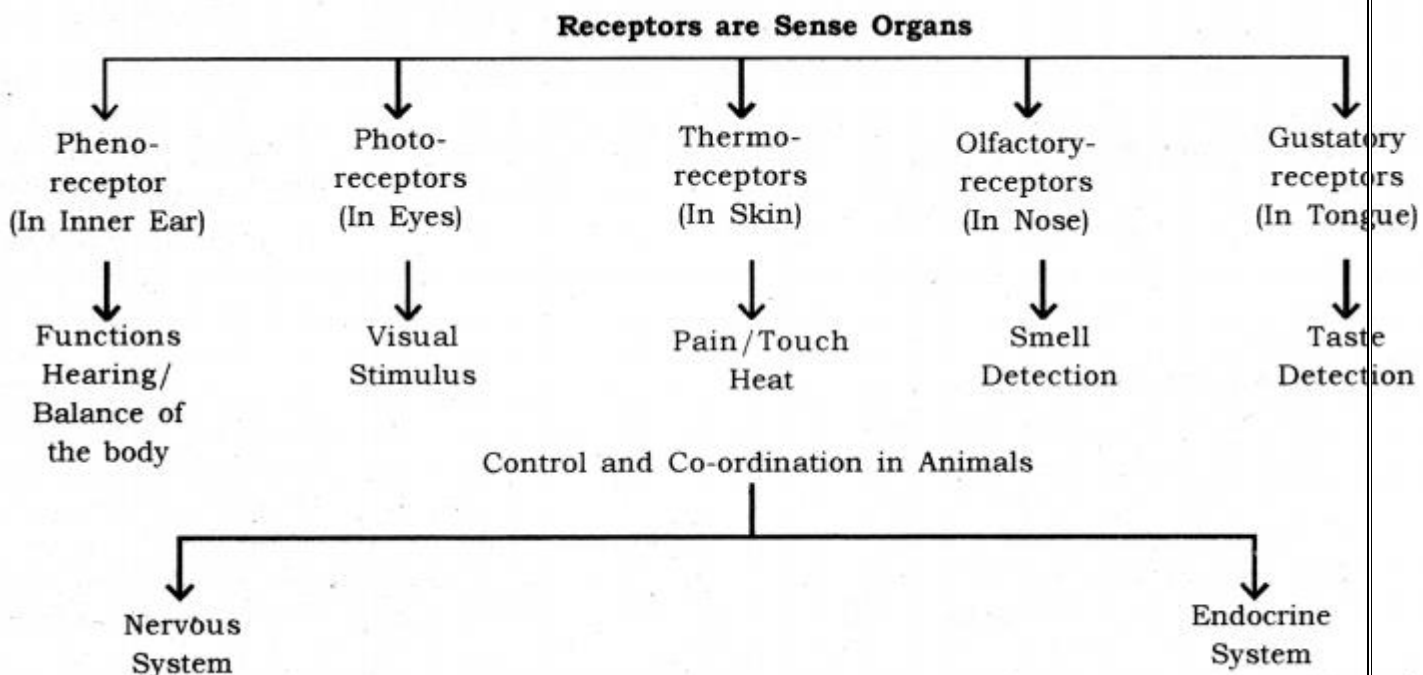 Receptors are Sense Organs
Pheno-
receptor
(In Inner Ear)
Photo-
receptors
(In Eyes)
Thermo-
receptors
(In Skin)
Olfactory-
receptors
(In Nose)
Gustatory
receptors
(In Tongue)
Functions
Hearing/
Balance of
the body
Visual
Stimulus
Pain/Touch
Heat
Smell
Detection
Taste
Detection
Control and Co-ordination in Animals
Nervous
System
Endocrine
System